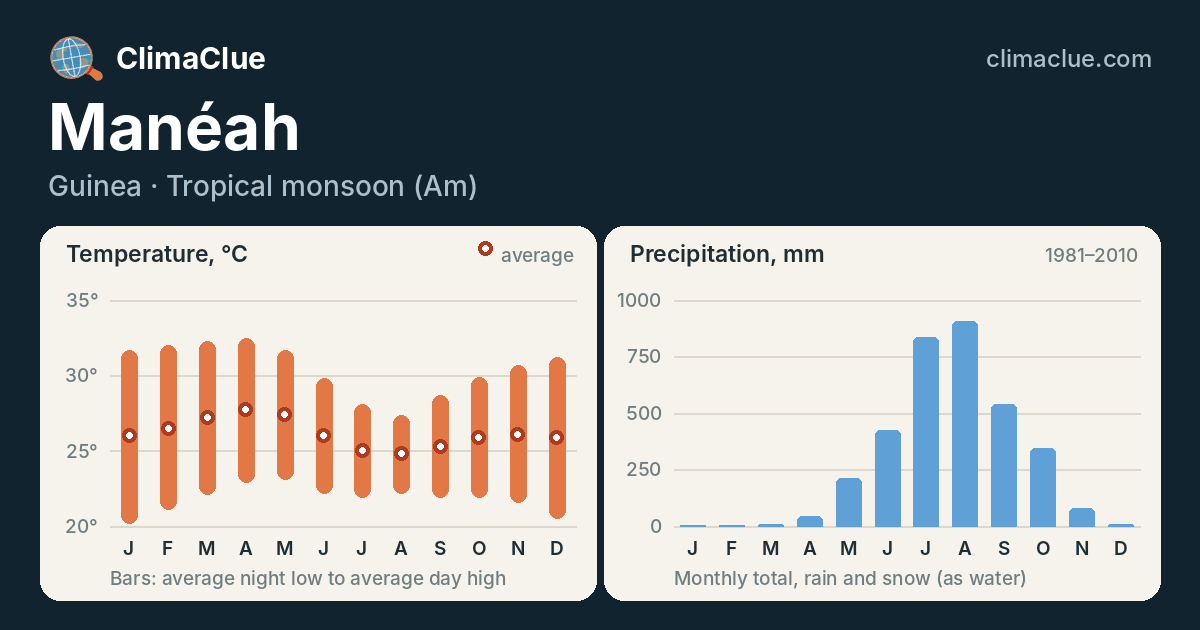 ClimaClue
climaclue.com
Manéah
Guinea · Tropical monsoon (Am)
Temperature, °C
average
35°
30°
25°
20°
J F M A M J J A S O N D
Bars: average night low to average day high
Precipitation, mm
1981–2010
1000
750
500
250
0
J F M A M J J A S O N D
Monthly total, rain and snow (as water)